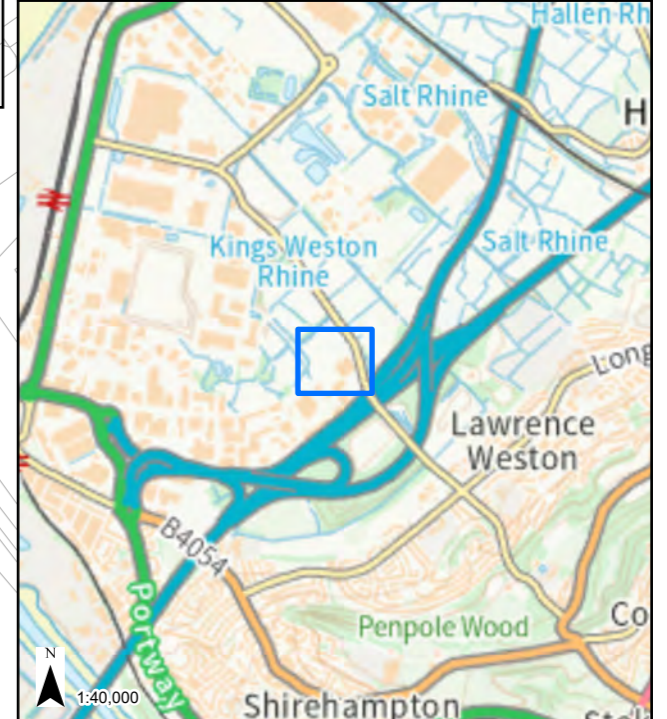 Hallen Rh
Salt Rhine
H
Kings Weston
Rhine
Salt Rhine
Long
Lawrence
Weston
B4054
Portway
Penpole Wood
Co
Shirehampton
N
1:40,000